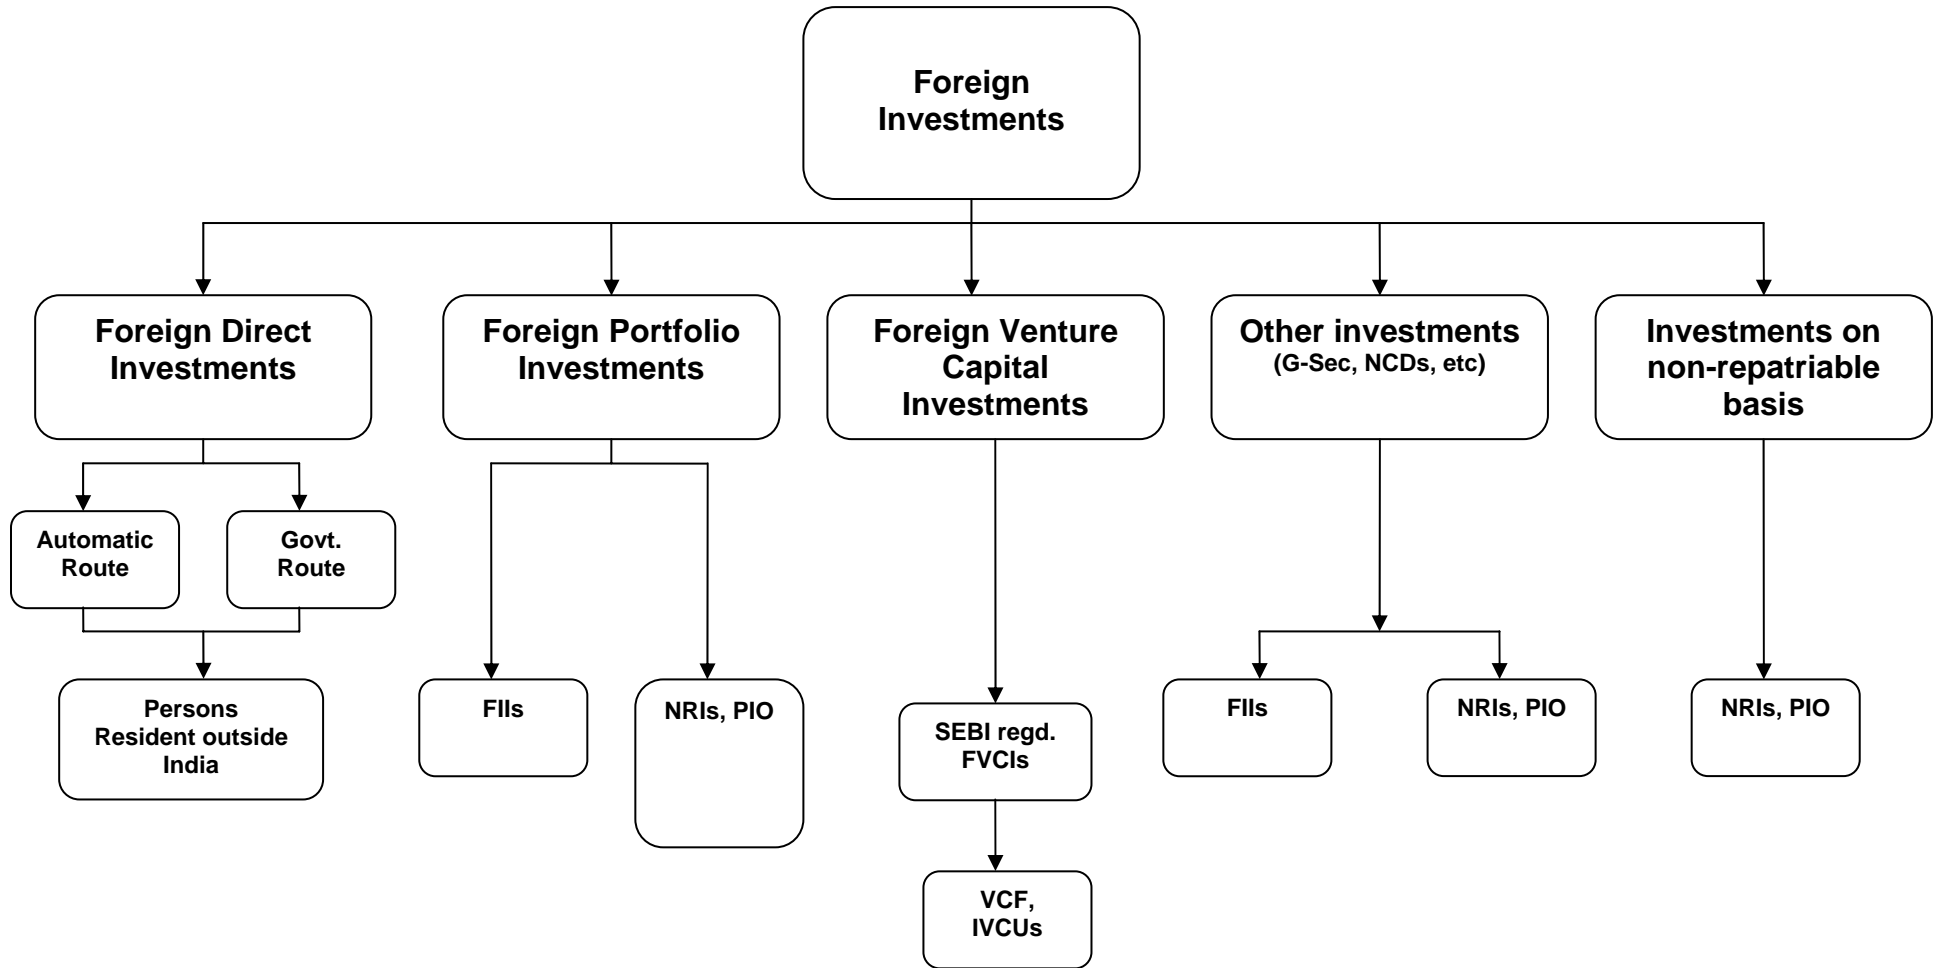 Foreign
Investments
Foreign Direct
Investments
Foreign Portfolio
Investments
Foreign Venture
Capital
Investments
Other investments
(G-Sec, NCDs, etc)
Investments on
non-repatriable
basis
Automatic
Route
Govt.
Route
Persons
Resident outside
India
FIIs
NRIs, PIO
SEBI regd.
FVCIs
VCF,
IVCUs
FIIs
NRIs, PIO
NRIs, PIO